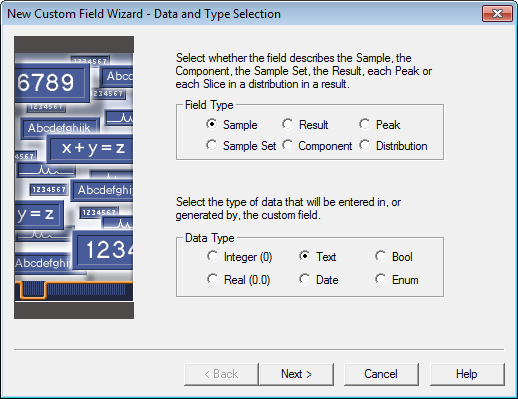 New Custom Field Wizard - Data and Type Selection
6789
Abc
1234567
1234567
Abcdefghijk
x + y = z
Abcdef
1234567
Abcdefghi
1234567
y = z
1234
Select whether the field describes the Sample, the
Component, the Sample Set, the Result, each Peak or
each Slice in a distribution in a result.
Field Type
Sample Result Peak
Sample Set Component Distribution
Select the type of data that will be entered in, or
generated by, the custom field.
Data Type
Integer (0) Text Bool
Real (0.0) Date Enum
< Back Next > Cancel Help